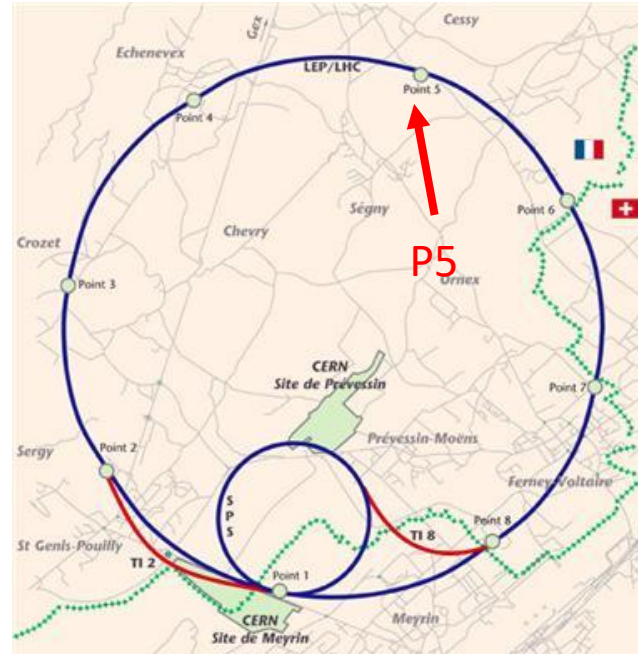 Cessy
Gex
Echenevex
LEP/LHC
Point 5
Point 4
Ségny
Point 6
Chevry
P5
Crozet
Ornex
Point 3
CERN
Site de Prévessin
Point 7
Point 2
Prévessin-Moëns
Sergy
Ferney-Voltaire
SPS
Point 8
St Genis-Pouilly
TI 8
TI 2
Point 1
Meyrin
CERN
Site de Meyrin